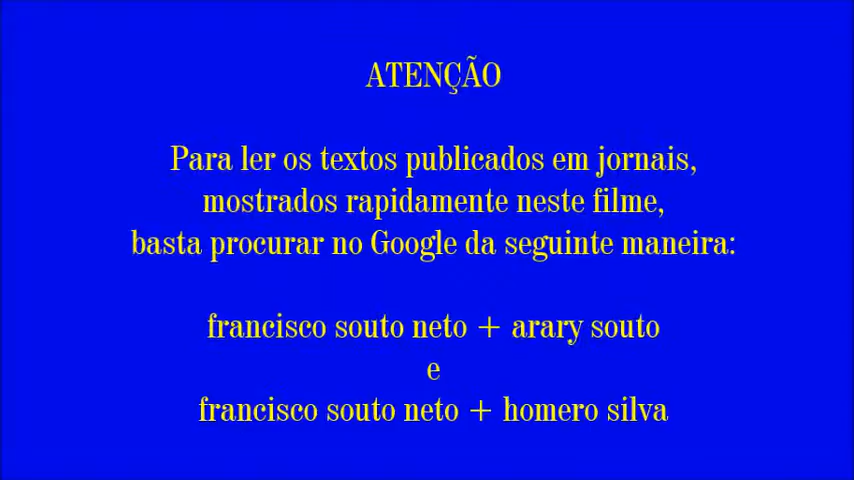 ATENÇÃO
Para ler os textos publicados em jornais,
mostrados rapidamente neste filme,
basta procurar no Google da seguinte maneira:
francisco souto neto + arary souto
e
francisco souto neto + homero silva